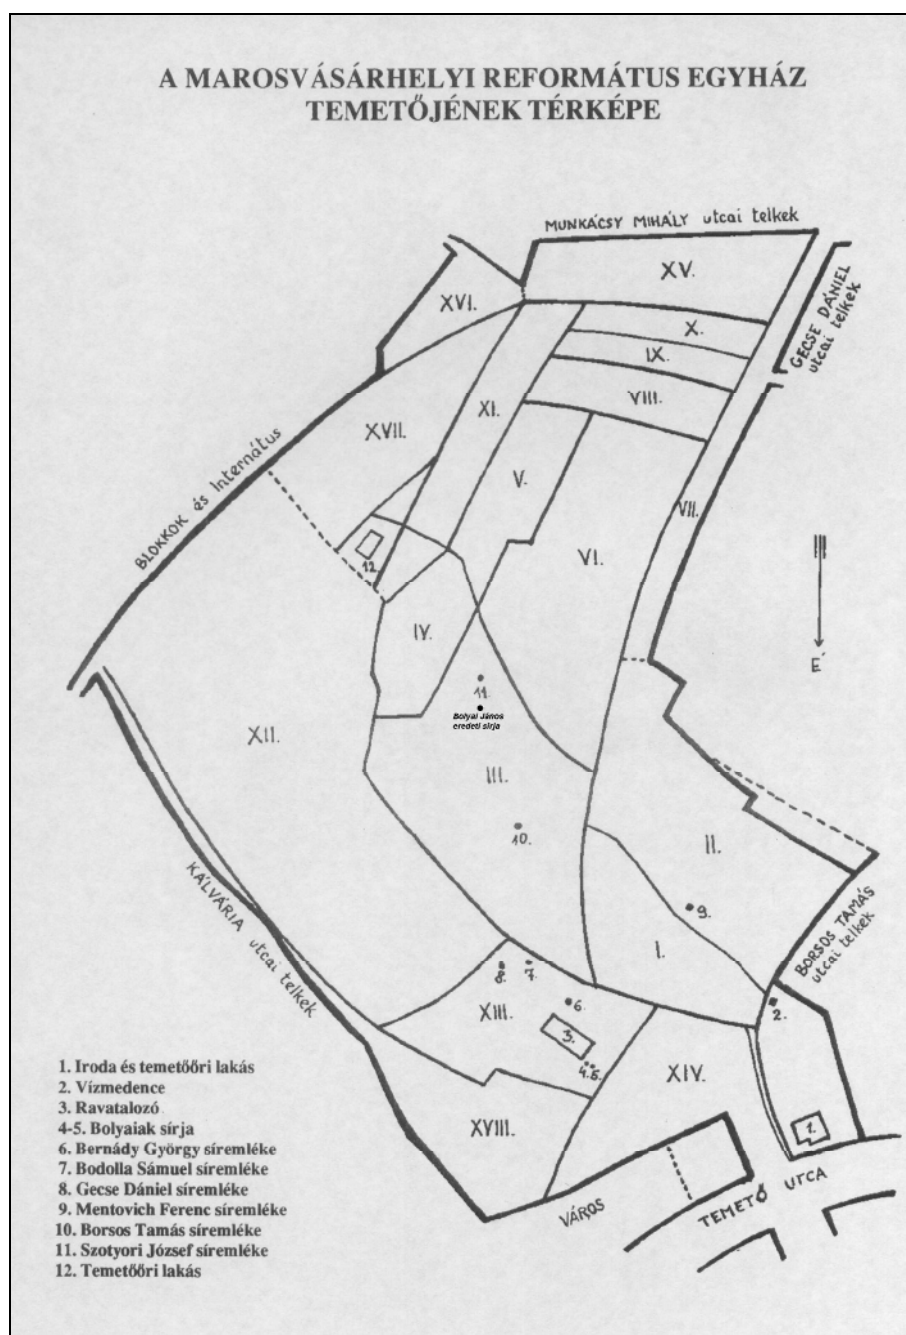 A MAROSVÁSÁRHELYI REFORMÁTUS EGYHÁZ
TEMETŐJÉNEK TÉRKÉPE
MUNKÁCSY MIHÁLY utcai telkek
GECSE DÁNIEL
utcai telkek
XV.
XVI.
X.
IX.
VIII.
XI.
XVII.
V.
VII.
VI.
BLOKKOK és Internátus
12.
IV.
É
11.
Bolyai János
eredeti sírja
XII.
III.
10.
II.
9.
I.
BORSOS TAMÁS
utcai telkek
KÁLVÁRIA utcai telkek
8.
7.
XIII.
6.
2.
3.
4.5.
XIV.
XVIII.
1.
VÁROS
TEMETŐ UTCA
1. Iroda és temetőőri lakás
2. Vízmedence
3. Ravatalozó
4-5. Bolyaiak sírja
6. Bernády György síremléke
7. Bodolla Sámuel síremléke
8. Gecse Dániel síremléke
9. Mentovich Ferenc síremléke
10. Borsos Tamás síremléke
11. Szotyori József síremléke
12. Temetőőri lakás